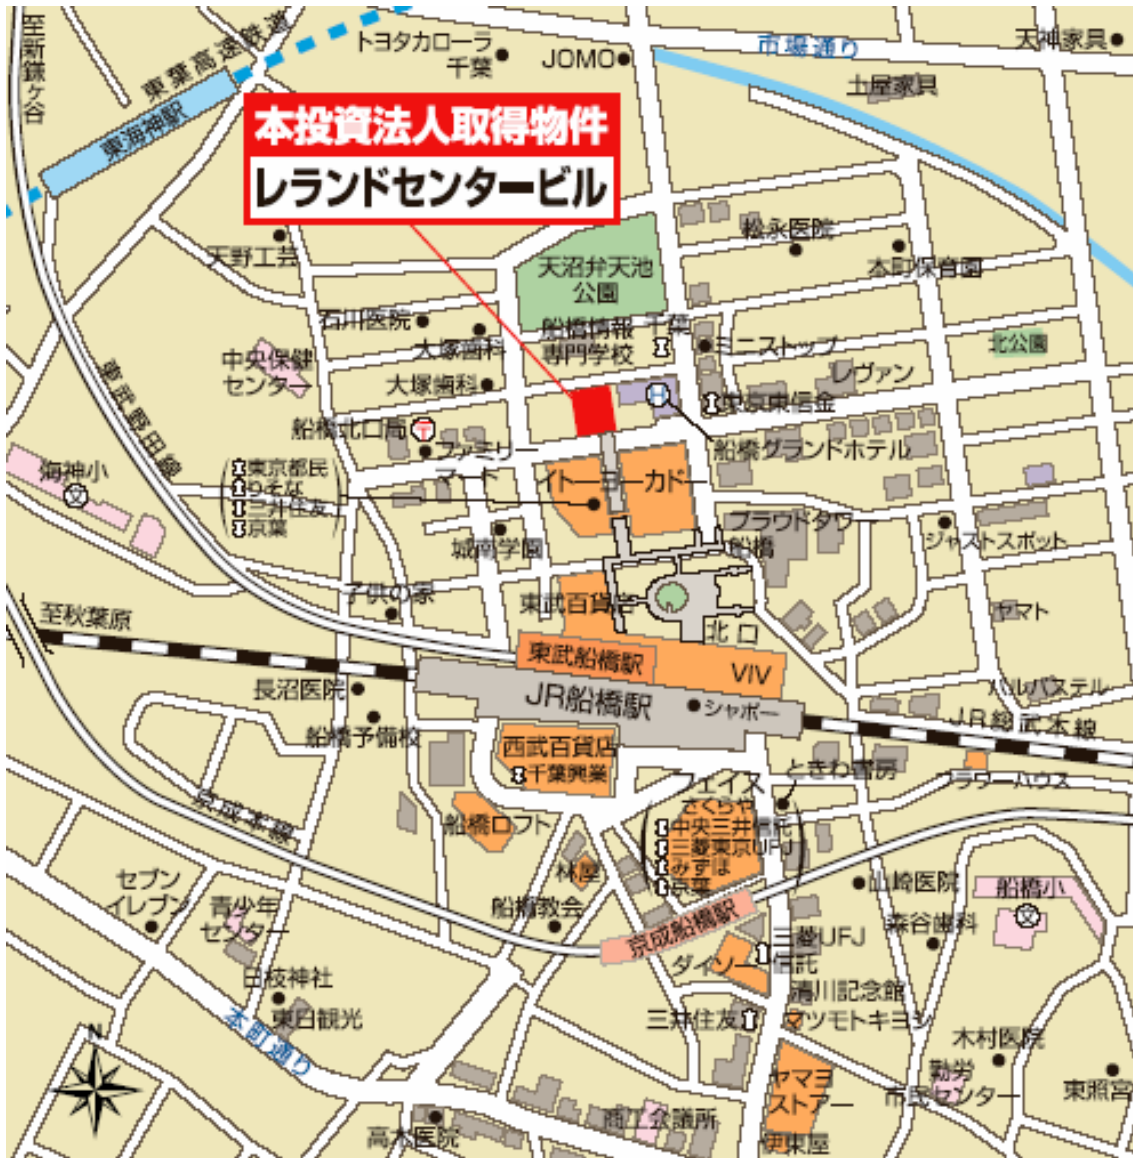 至新鎌ヶ谷
東葉高速鉄道
東海神駅
トヨタカローラ
千葉
JOMO
市場通り
天神家具
土屋家具
本投資法人取得物件
レランドセンタービル
天野工芸
天沼弁天池
公園
松永医院
本町保育園
石川医院
大塚歯科
船橋情報
専門学校
千葉
ミニストップ
北公園
中央保健
センター
大塚歯科
レヴァン
東京東信金
船橋北口局
ファミリー
マート
H
船橋グランドホテル
東武野田線
海神小
文
東京都民
りそな
三井住友
京葉
イトーヨーカドー
城南学園
プラウドタワー
船橋
ジャストスポット
子供の家
東武百貨店
ヤマト
至秋葉原
北口
東武船橋駅
VIV
JR船橋駅
シャポー
長沼医院
パルパステル
JR総武本線
船橋予備校
西武百貨店
千葉興業
フェイス
さくらや
中央三井信託
三菱東京UFJ
みずほ
京葉
ときわ書房
フラワーハウス
京成本線
船橋ロフト
林屋
セブン
イレブン
青少年
センター
船橋教会
京成船橋駅
山崎医院
船橋小
文
森谷歯科
三菱UFJ
信託
ダイソー
日枝神社
東日観光
清川記念館
三井住友
マツモトキヨシ
本町通り
木村医院
N
ヤマヨ
ストアー
勤労
市民センター
東照宮
高木医院
商工会議所
伊東屋